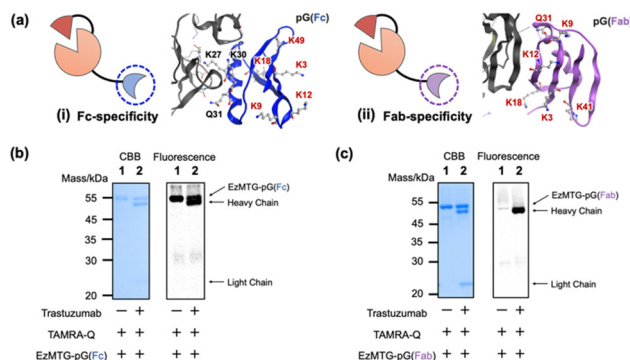 (a)
K27 K30 K18 K49 K3 K12 K9 Q31
pG(Fc)
(i) Fc-specificity
Q31 K9 K12 K18 K3 K41
pG(Fab
(ii) Fab-specificity
(b)
CBB Fluorescence
Mass/kDa 1 2 1 2
55
45
35
30
20
EzMTG-pG(Fc)
Heavy Chain
Light Chain
Trastuzumab − + − +
TAMRA-Q + + + +
EzMTG-pG(Fc) + + + +
(c)
CBB Fluorescence
Mass/kDa 1 2 1 2
55
45
35
30
20
EzMTG-pG(Fab)
Heavy Chain
Light Chain
Trastuzumab − + − +
TAMRA-Q + + + +
EzMTG-pG(Fab) + + + +